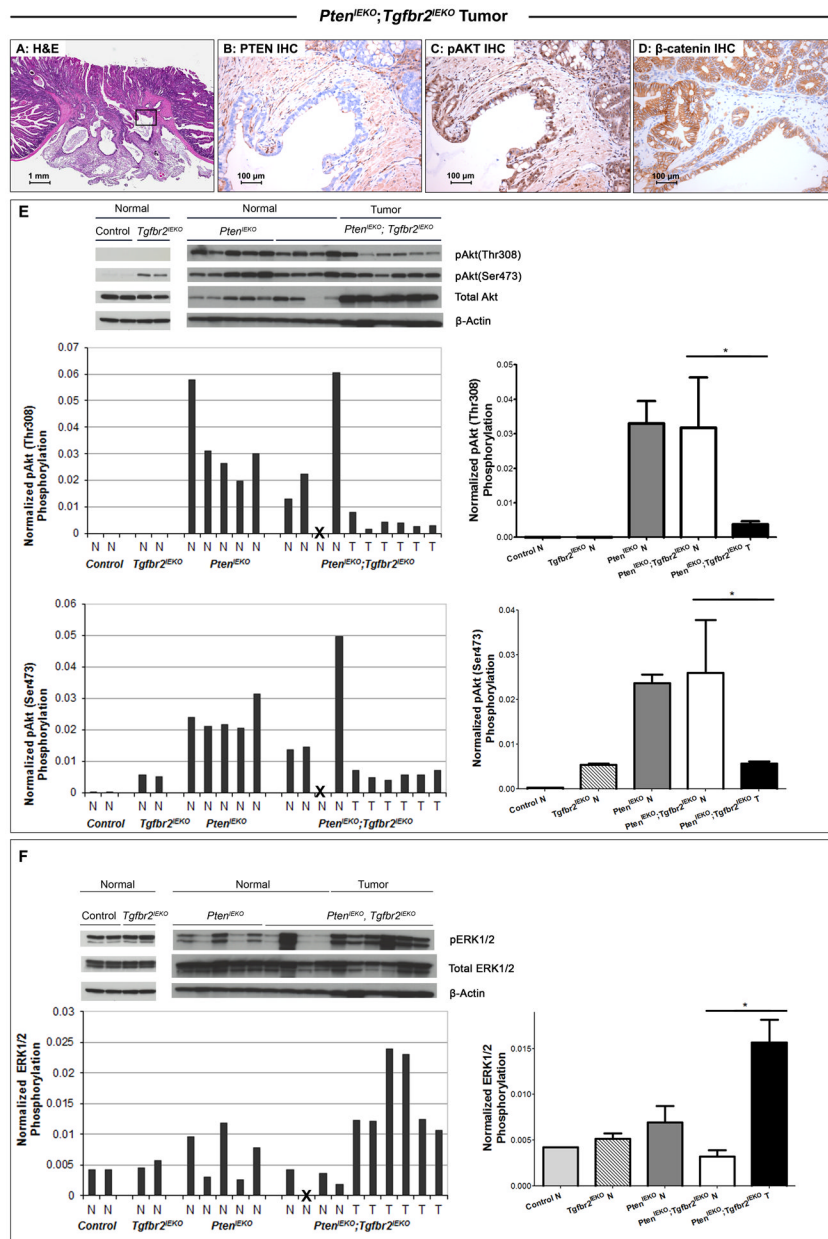 Pten^IEKO;Tgfbr2^IEKO Tumor
A: H&E
1 mm
B: PTEN IHC
100 µm
C: pAKT IHC
100 µm
D: β-catenin IHC
100 µm
E
Normal Normal Tumor
Control Tgfbr2^IEKO Pten^IEKO Pten^IEKO; Tgfbr2^IEKO
pAkt(Thr308)
pAkt(Ser473)
Total Akt
β-Actin
Normalized pAkt (Thr308)
Phosphorylation
0.07
0.06
0.05
0.04
0.03
0.02
0.01
0
N N N N N N N N N N N X N N T T T T T T
Control Tgfbr2^IEKO Pten^IEKO Pten^IEKO;Tgfbr2^IEKO
Normalized pAkt (Thr308)
Phosphorylation
0.05
0.04
0.03
0.02
0.01
0.00
*
Control N
Tgfbr2^IEKO N
Pten^IEKO N
Pten^IEKO;Tgfbr2^IEKO N
Pten^IEKO;Tgfbr2^IEKO T
Normalized pAkt (Ser473)
Phosphorylation
0.06
0.05
0.04
0.03
0.02
0.01
0
N N N N N N N N N N N X N N T T T T T T
Control Tgfbr2^IEKO Pten^IEKO Pten^IEKO;Tgfbr2^IEKO
Normalized pAkt (Ser473)
Phosphorylation
0.04
0.03
0.02
0.01
0.00
*
Control N
Tgfbr2^IEKO N
Pten^IEKO N
Pten^IEKO;Tgfbr2^IEKO N
Pten^IEKO;Tgfbr2^IEKO T
F
Normal Normal Tumor
Control Tgfbr2^IEKO Pten^IEKO Pten^IEKO, Tgfbr2^IEKO
pERK1/2
Total ERK1/2
β-Actin
Normalized ERK1/2
Phosphorylation
0.03
0.025
0.02
0.015
0.01
0.005
0
N N N N N N N N N N X N N N T T T T T T
Control Tgfbr2^IEKO Pten^IEKO Pten^IEKO;Tgfbr2^IEKO
Normalized ERK1/2
Phosphorylation
0.015
0.010
0.005
0.000
*
Control N
Tgfbr2^IEKO N
Pten^IEKO N
Pten^IEKO;Tgfbr2^IEKO N
Pten^IEKO;Tgfbr2^IEKO T